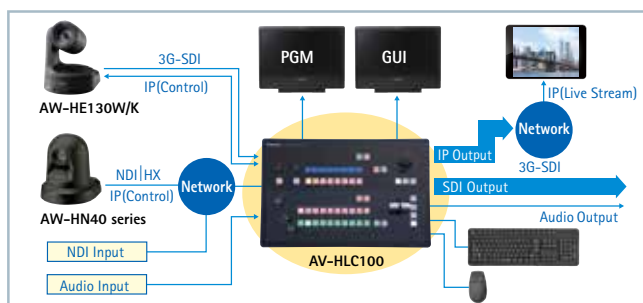 3G-SDI
IP(Control)
AW-HE130W/K
PGM
GUI
IP(Live Stream)
NDI|HX
IP(Control)
Network
AW-HN40 series
NDI Input
Audio Input
AV-HLC100
IP Output
Network
3G-SDI
SDI Output
Audio Output